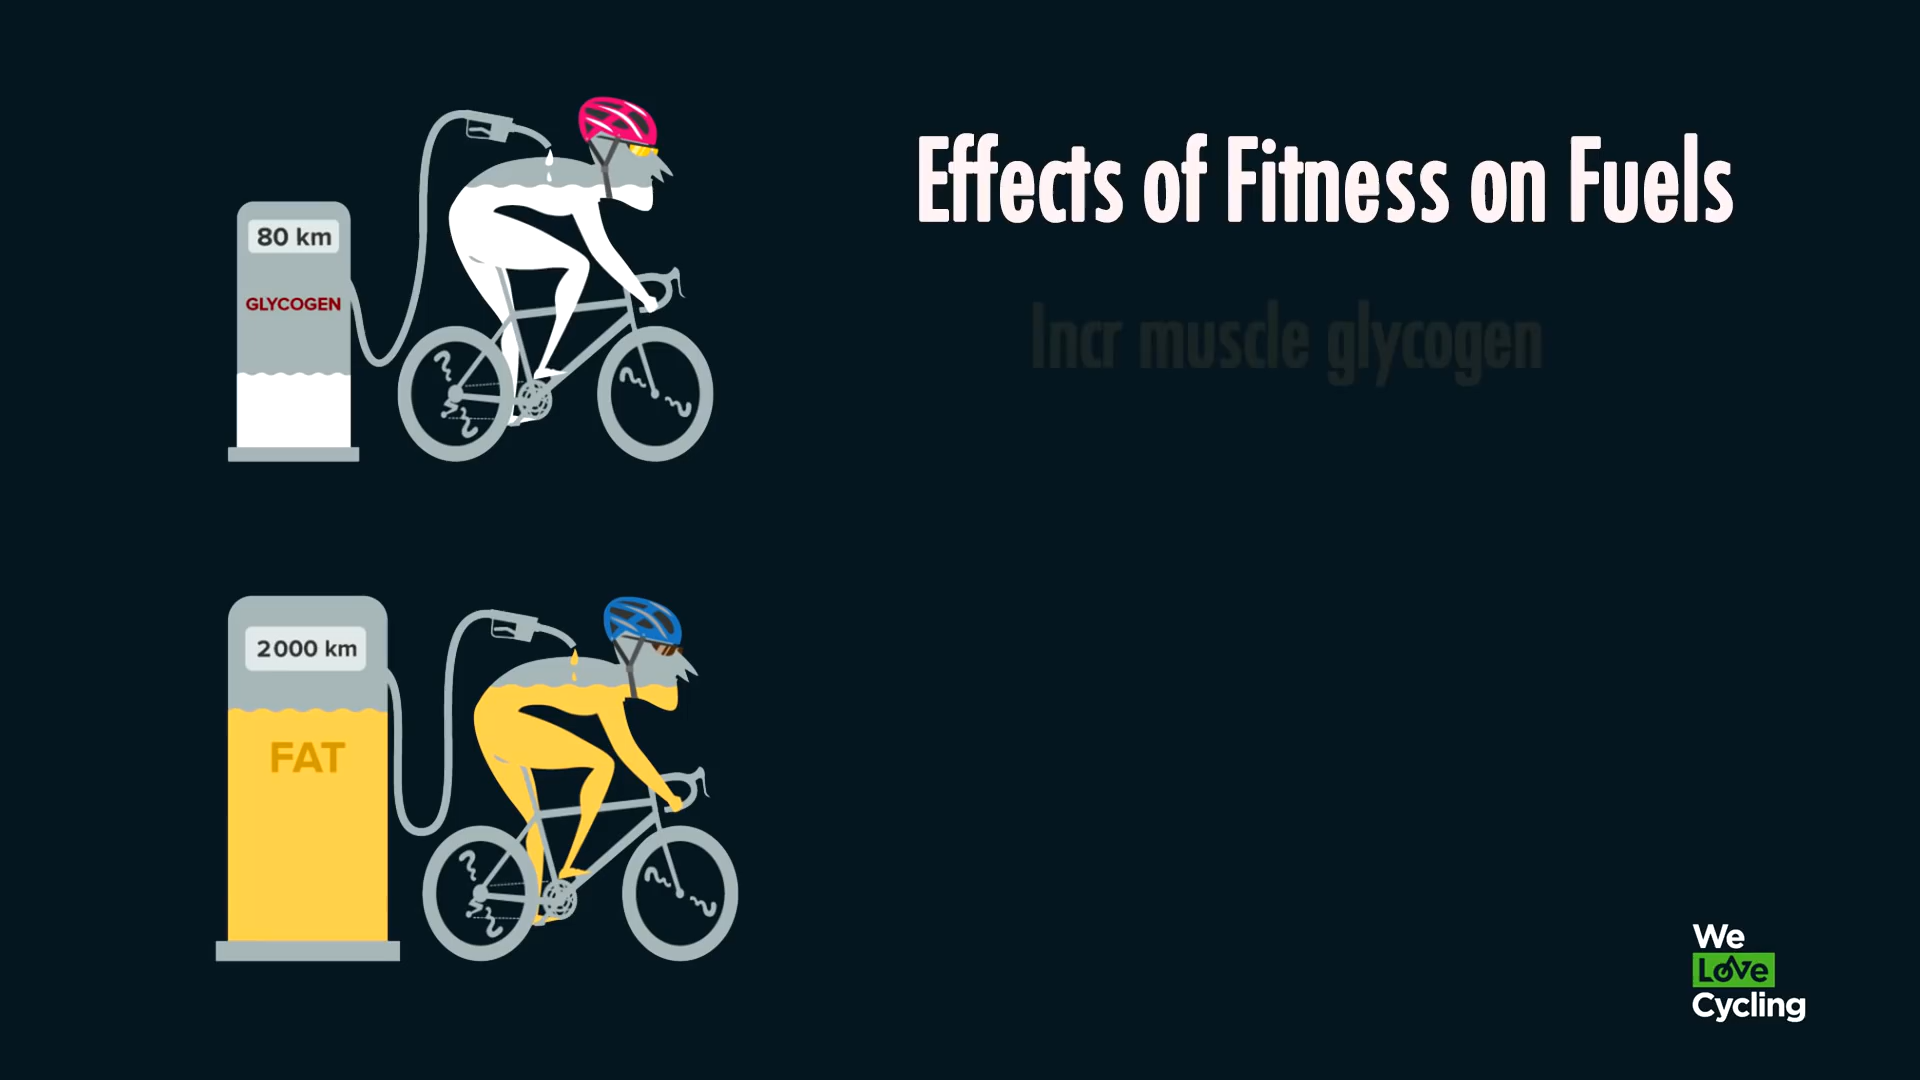 Effects of Fitness on Fuels
Incr muscle glycogen
80 km
GLYCOGEN
2000 km
FAT
We
Love
Cycling